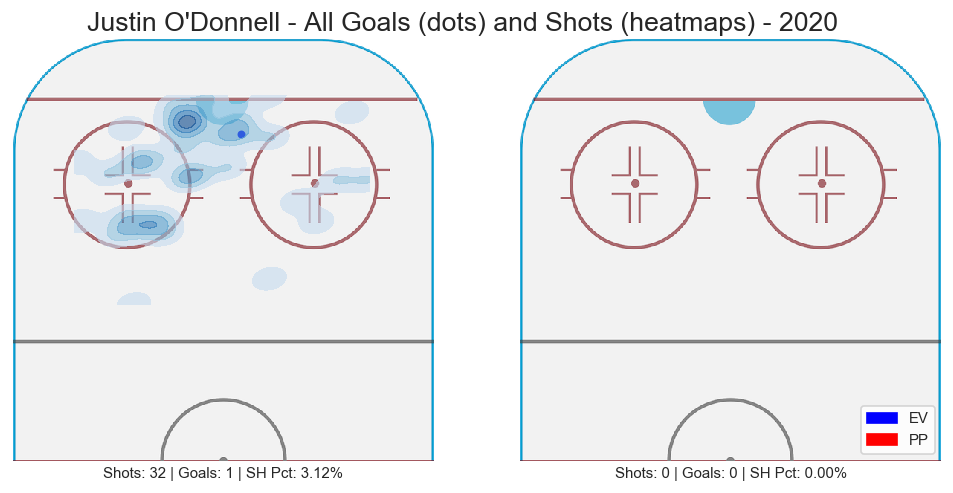 Justin O'Donnell - All Goals (dots) and Shots (heatmaps) - 2020
EV
PP
Shots: 32 | Goals: 1 | SH Pct: 3.12%
Shots: 0 | Goals: 0 | SH Pct: 0.00%